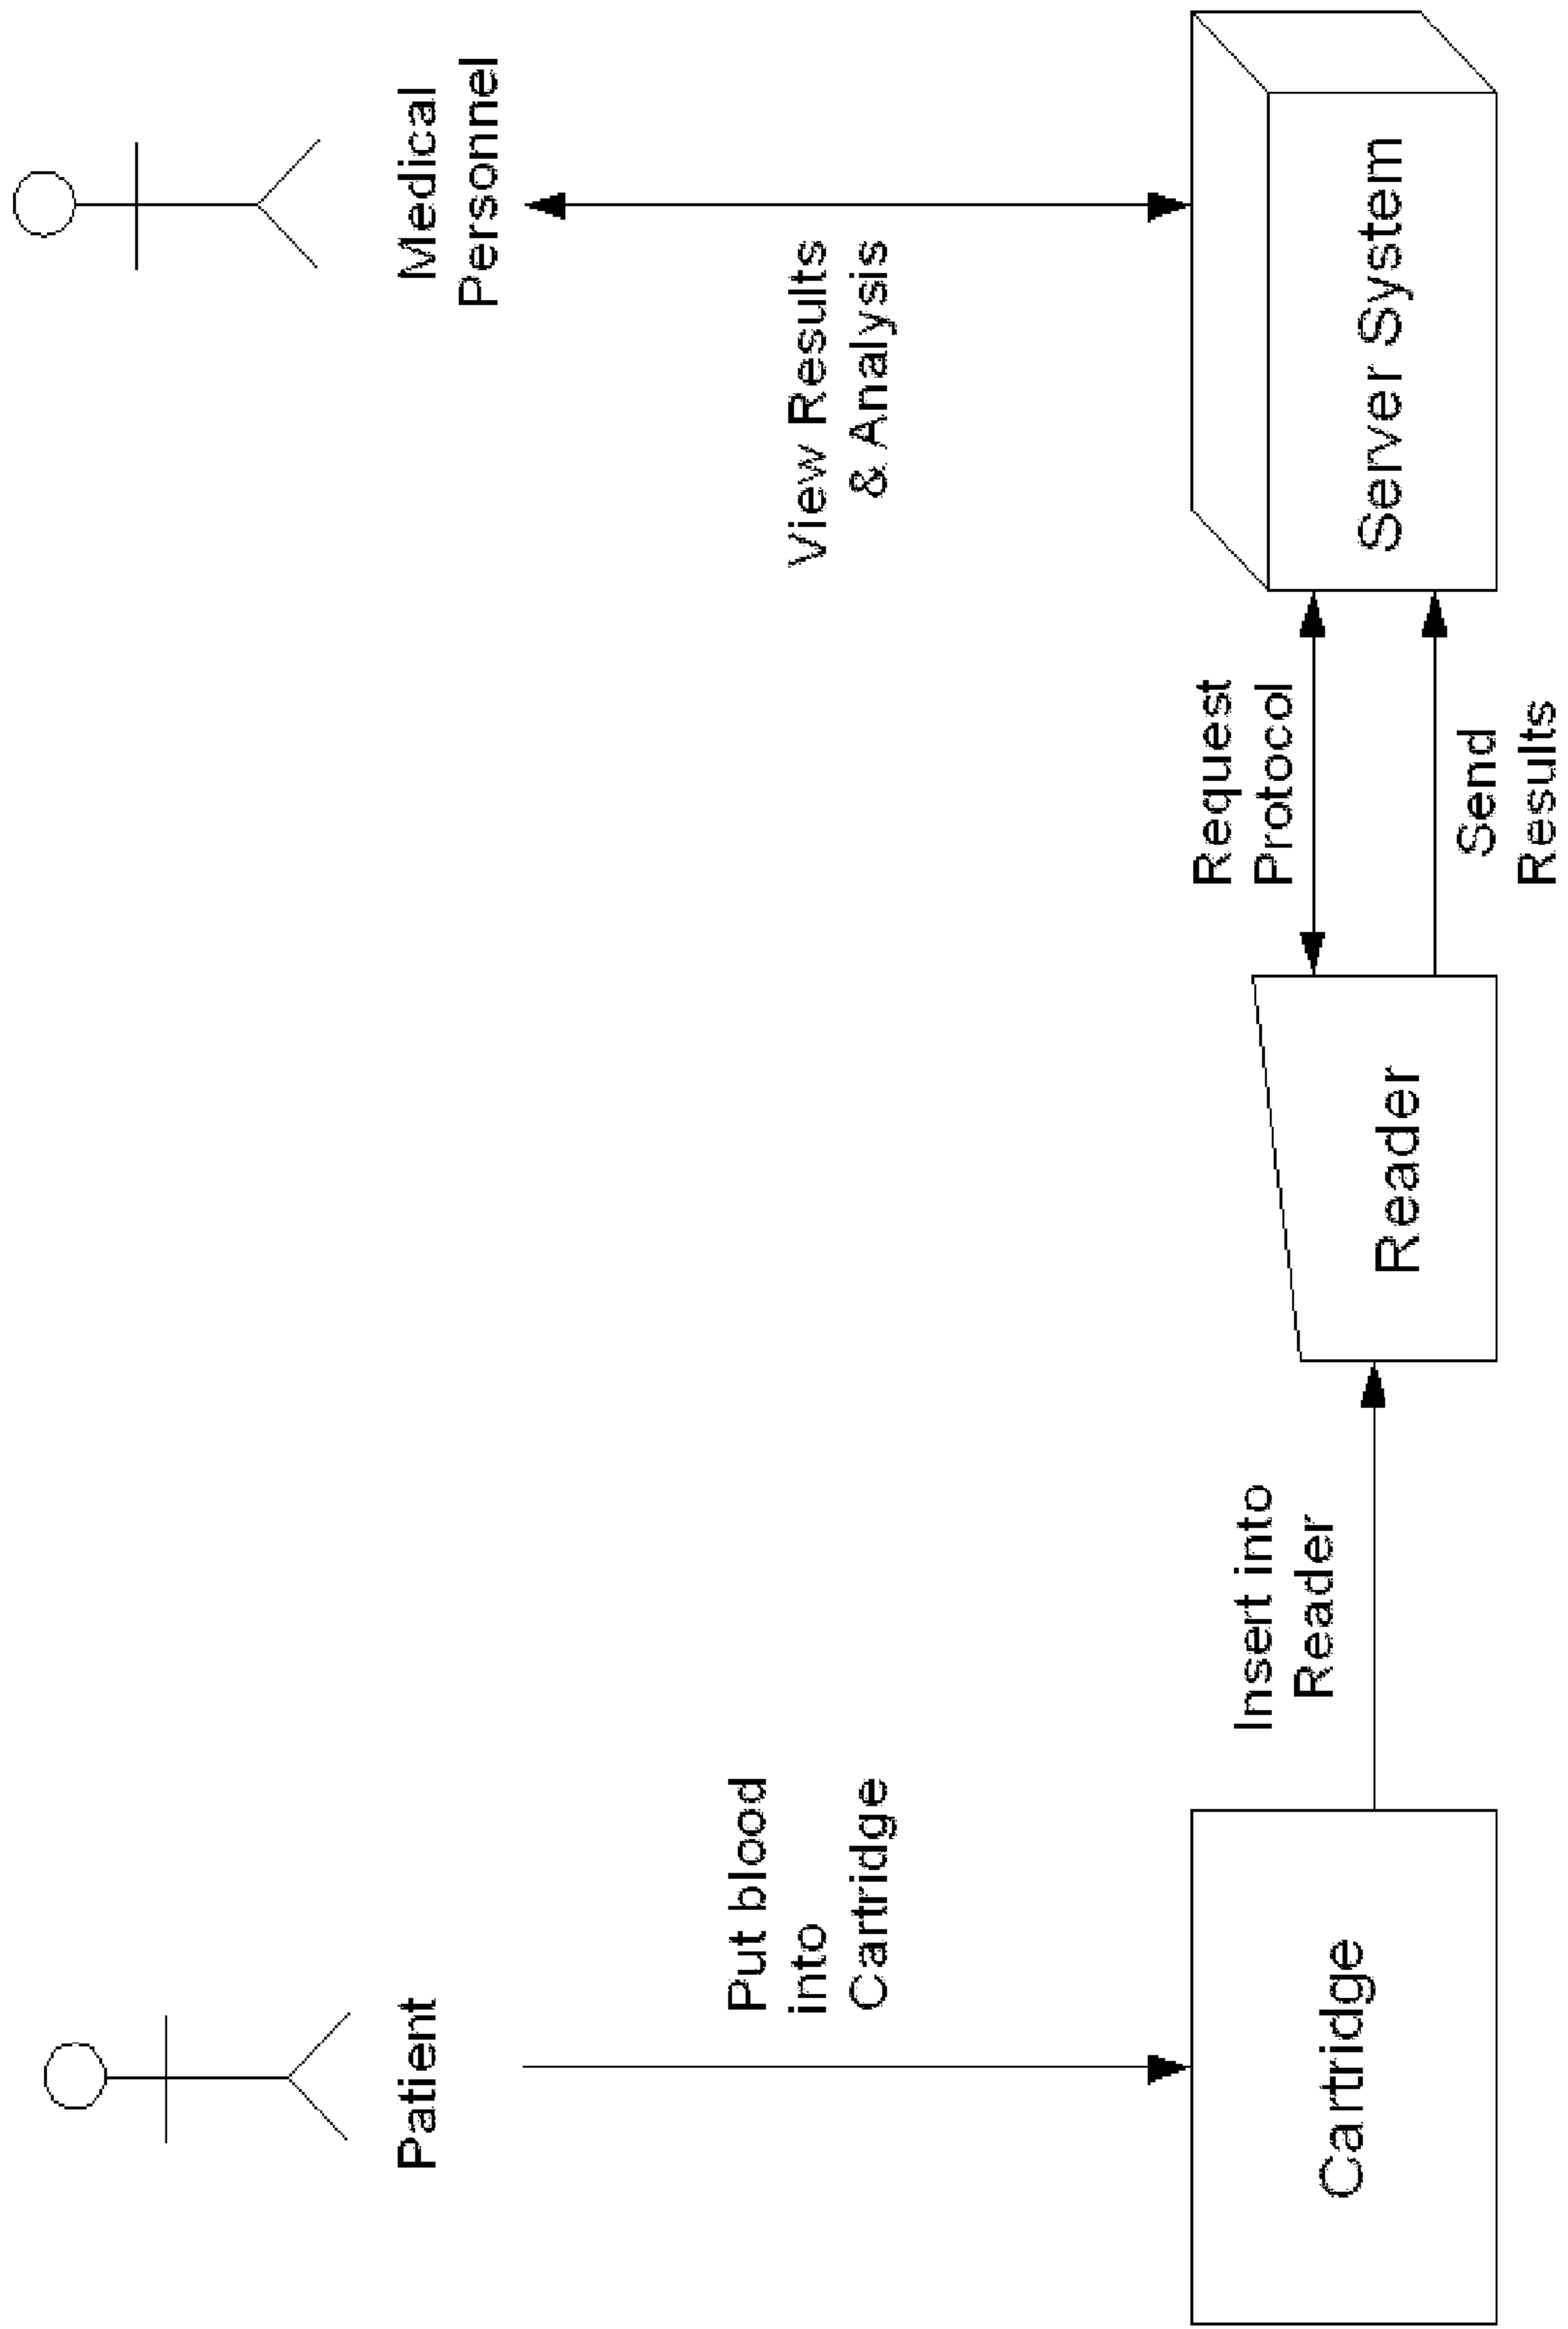 Patient
Medical
Personnel
Put blood
into
Cartridge
View Results
& Analysis
Insert into
Reader
Request
Protocol
Cartridge
Reader
Server System
Send
Results